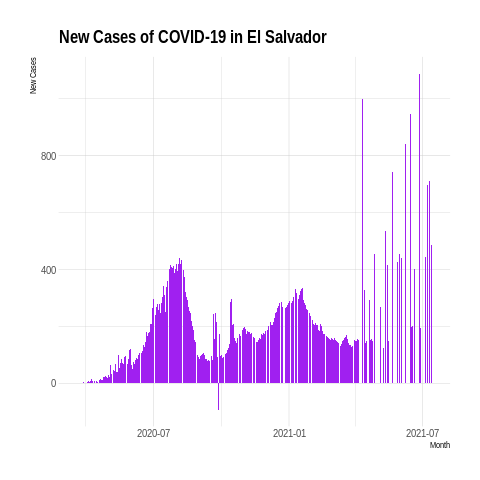 New Cases of COVID-19 in El Salvador
New Cases
800
400
0
2020-07
2021-01
2021-07
Month